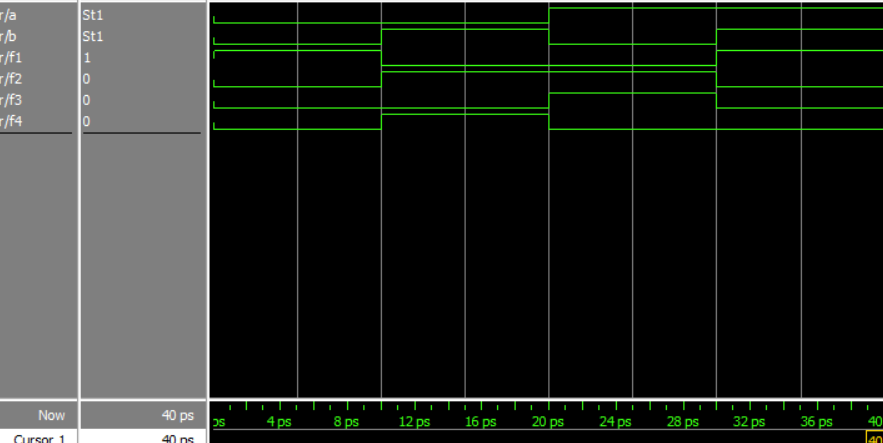 r/a St1
r/b St1
r/f1 1
r/f2 0
r/f3 0
r/f4 0
Now 40 ps ps 4 ps 8 ps 12 ps 16 ps 20 ps 24 ps 28 ps 32 ps 36 ps 40
Cursor 1 40 ps 40